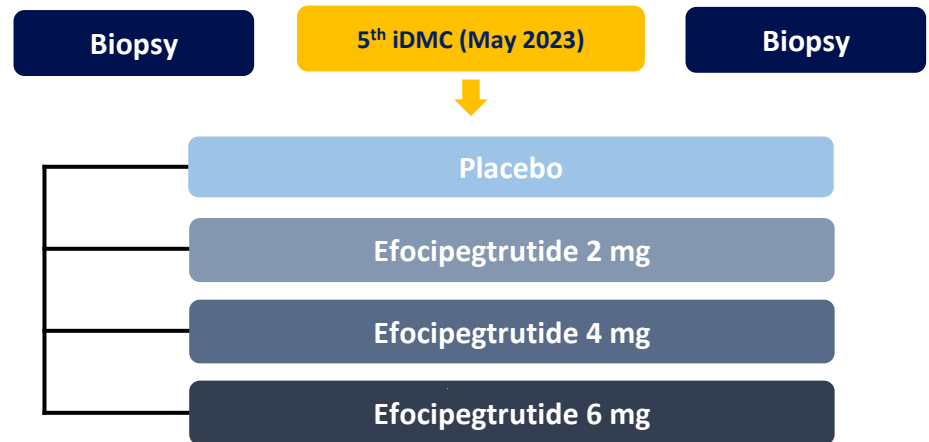 Biopsy
5th iDMC (May 2023)
Biopsy
Placebo
Efocipegtrutide 2 mg
Efocipegtrutide 4 mg
Efocipegtrutide 6 mg